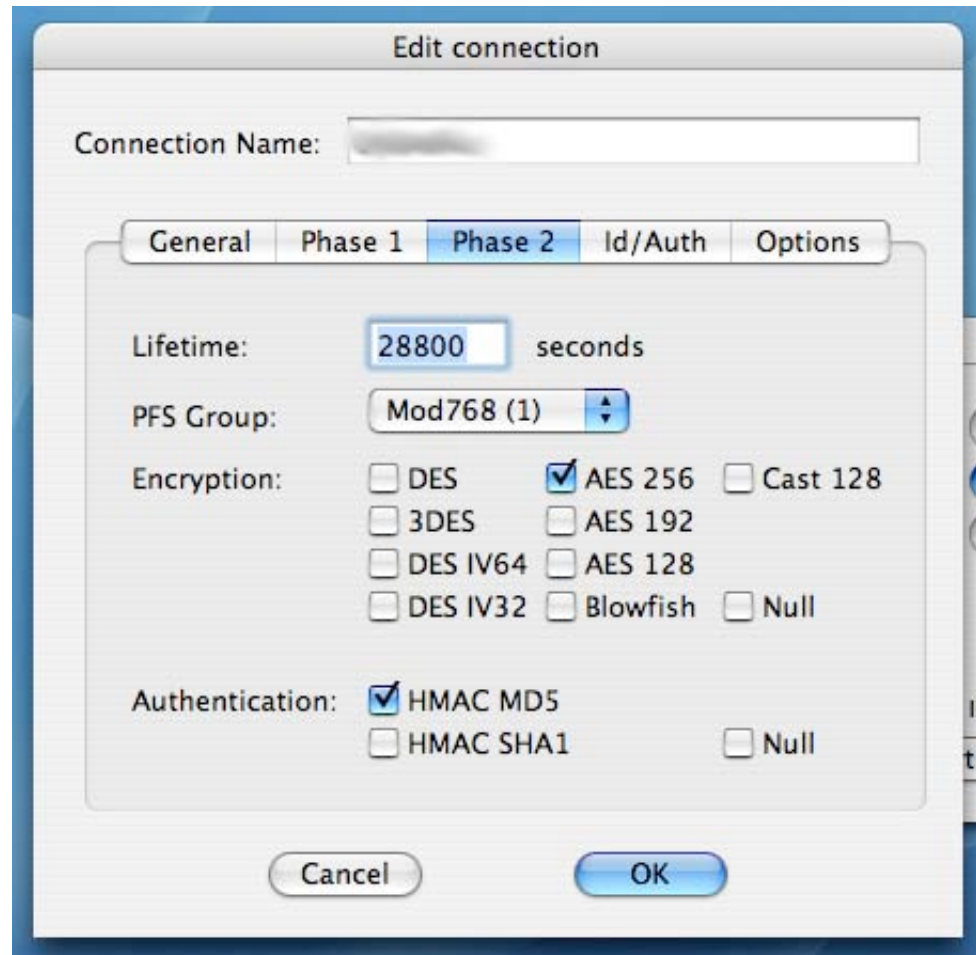 Edit connection
Connection Name:
General Phase 1 Phase 2 Id/Auth Options
Lifetime: 28800 seconds
PFS Group: Mod768 (1)
Encryption: DES AES 256 Cast 128
3DES AES 192
DES IV64 AES 128
DES IV32 Blowfish Null
Authentication: HMAC MD5
HMAC SHA1 Null
Cancel OK